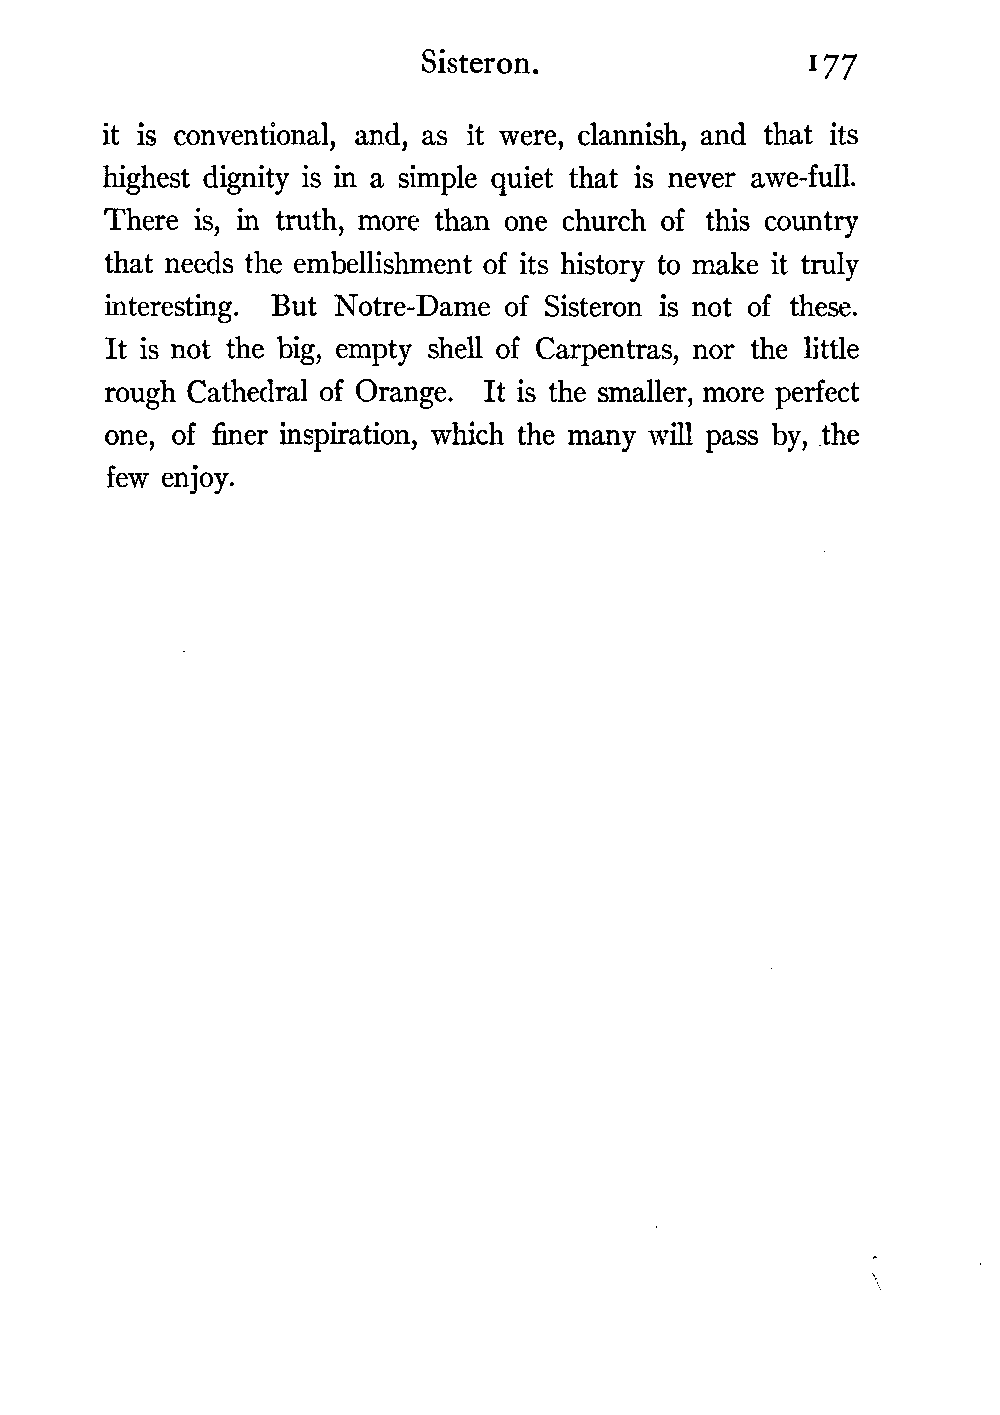 Sisteron. 177
it is conventional, and, as it were, clannish, and that its
highest dignity is in a simple quiet that is never awe-full.
There is, in truth, more than one church of this country
that needs the embellishment of its history to make it truly
interesting. But Notre-Dame of Sisteron is not of these.
It is not the big, empty shell of Carpentras, nor the little
rough Cathedral of Orange. It is the smaller, more perfect
one, of finer inspiration, which the many will pass by, the
few enjoy.